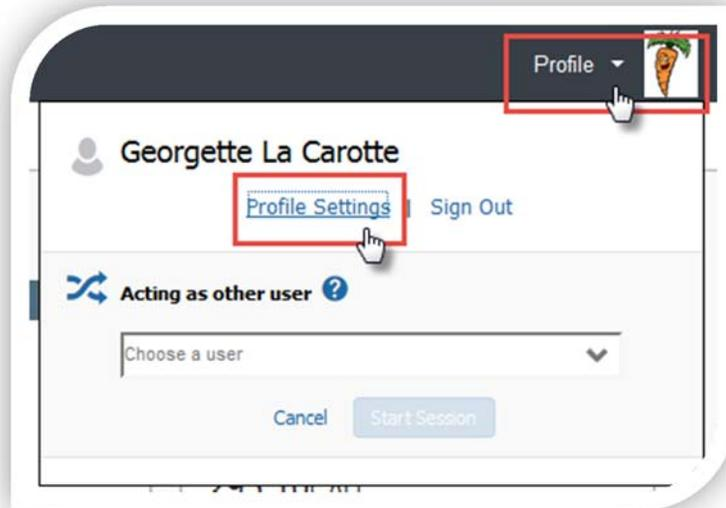 Profile
Georgette La Carotte
Profile Settings | Sign Out
Acting as other user ?
Choose a user
Cancel Start Session